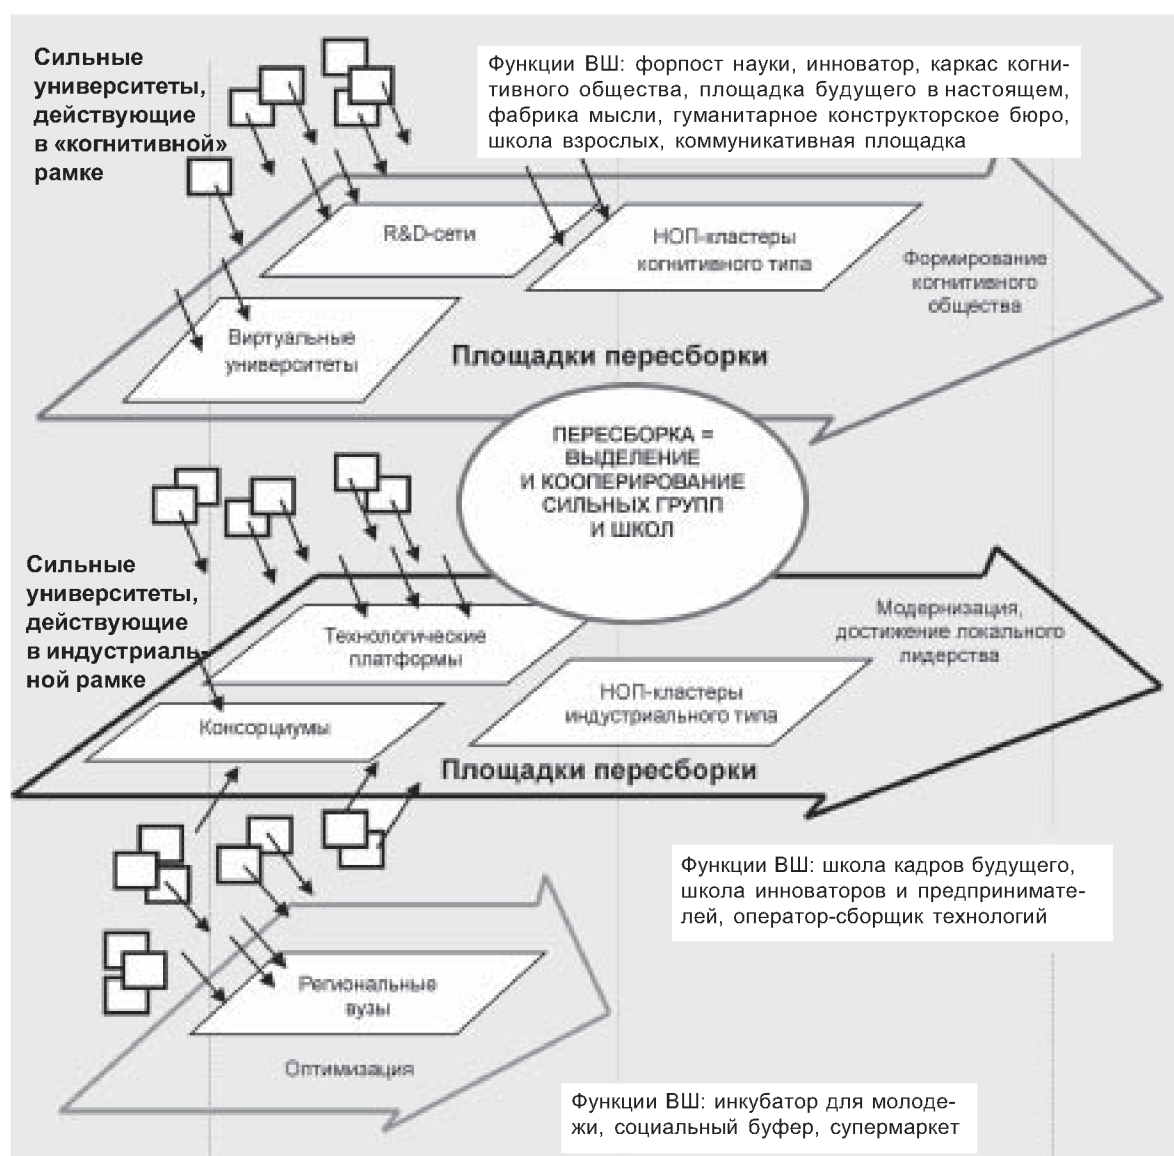 Сильные
университеты,
действующие
в «когнитивной»
рамке
Функции ВШ: форпост науки, инноватор, каркас когни-
тивного общества, площадка будущего в настоящем,
фабрика мысли, гуманитарное конструкторское бюро,
школа взрослых, коммуникативная площадка
R&D-сети
НОП-кластеры
когнитивного типа
Формирование
когнитивного
общества
Виртуальные
университеты
Площадки пересборки
ПЕРЕСБОРКА =
ВЫДЕЛЕНИЕ
И КООПЕРИРОВАНИЕ
СИЛЬНЫХ ГРУПП
И ШКОЛ
Сильные
университеты,
действующие
в индустриаль-
ной рамке
Технологические
платформы
Модернизация,
достижение локального
лидерства
НОП-кластеры
индустриального типа
Консорциумы
Площадки пересборки
Функции ВШ: школа кадров будущего,
школа инноваторов и предпринимате-
лей, оператор-сборщик технологий
Региональные
вузы
Оптимизация
Функции ВШ: инкубатор для молоде-
жи, социальный буфер, супермаркет